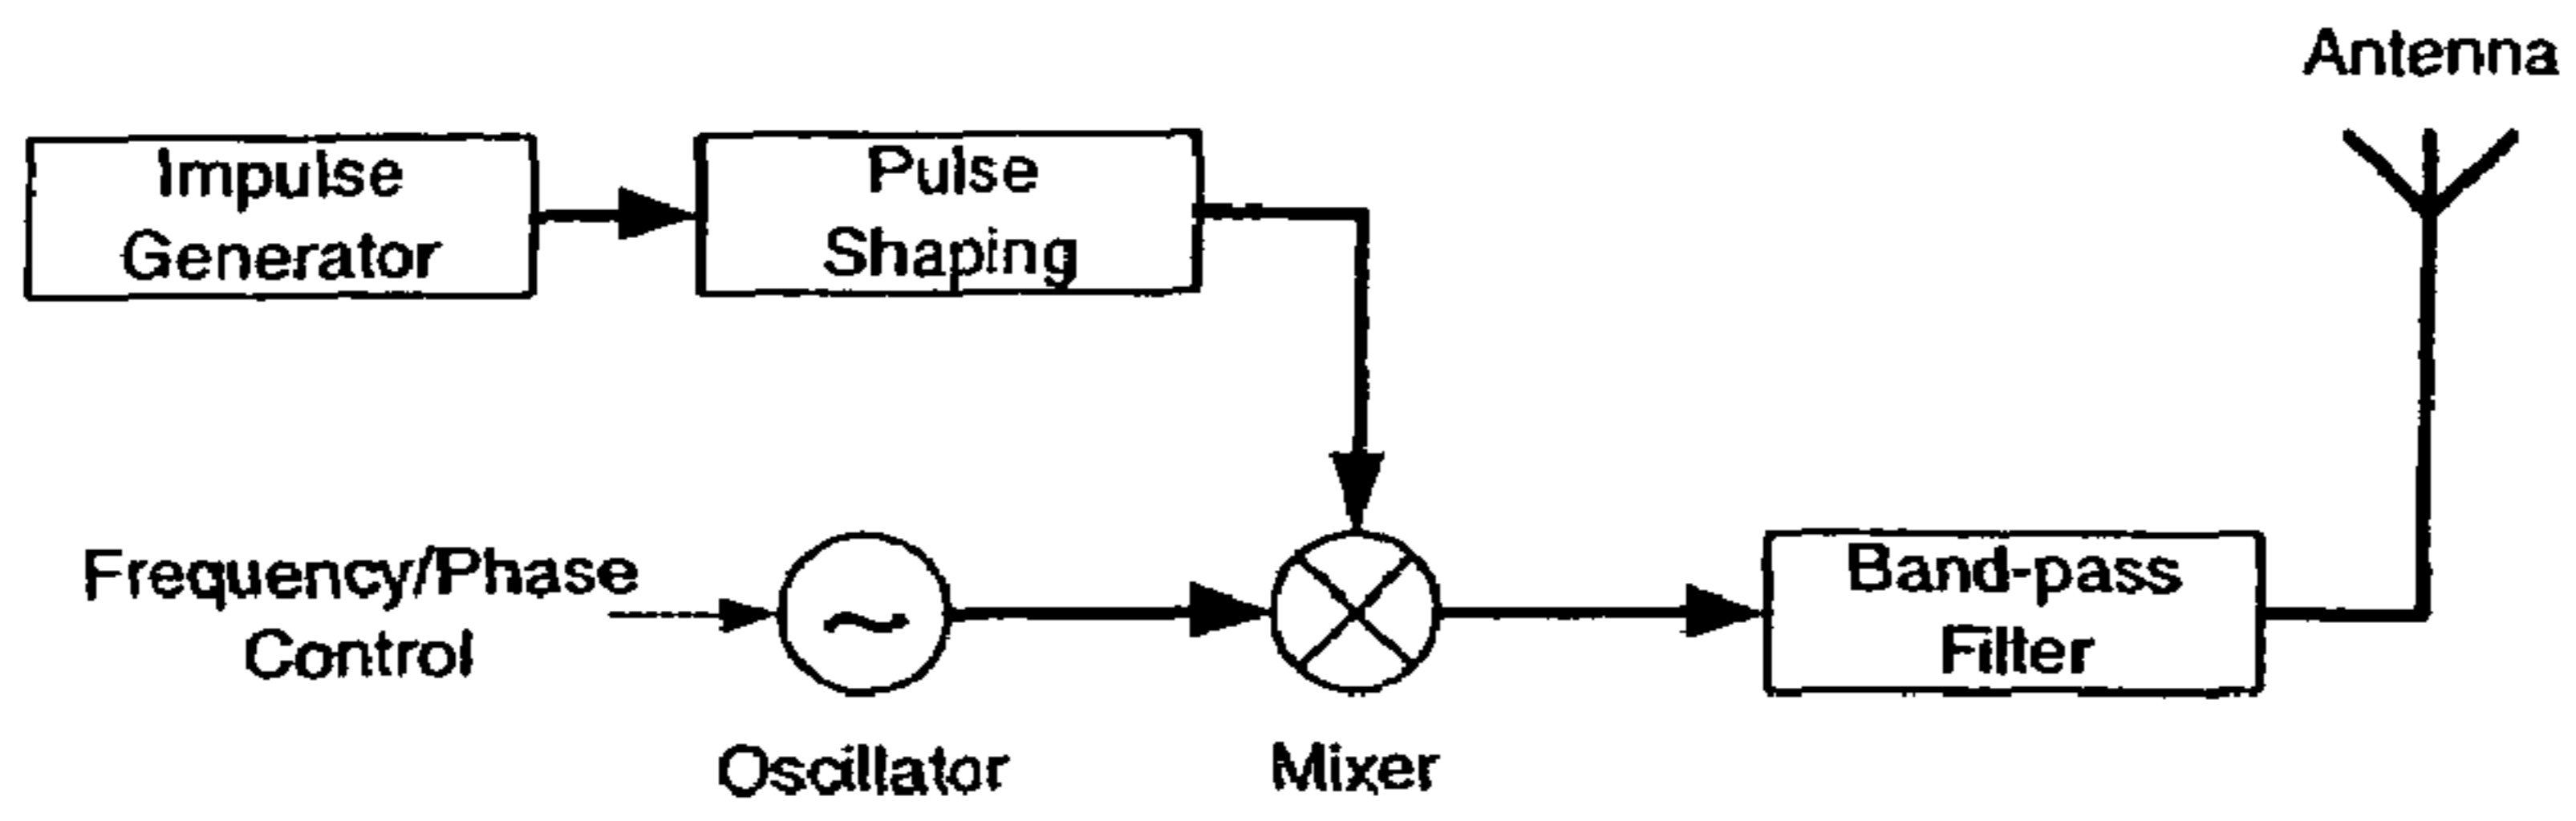 Antenna
Impulse
Generator
Pulse
Shaping
Frequency/Phase
Control
Band-pass
Filter
Oscillator
Mixer